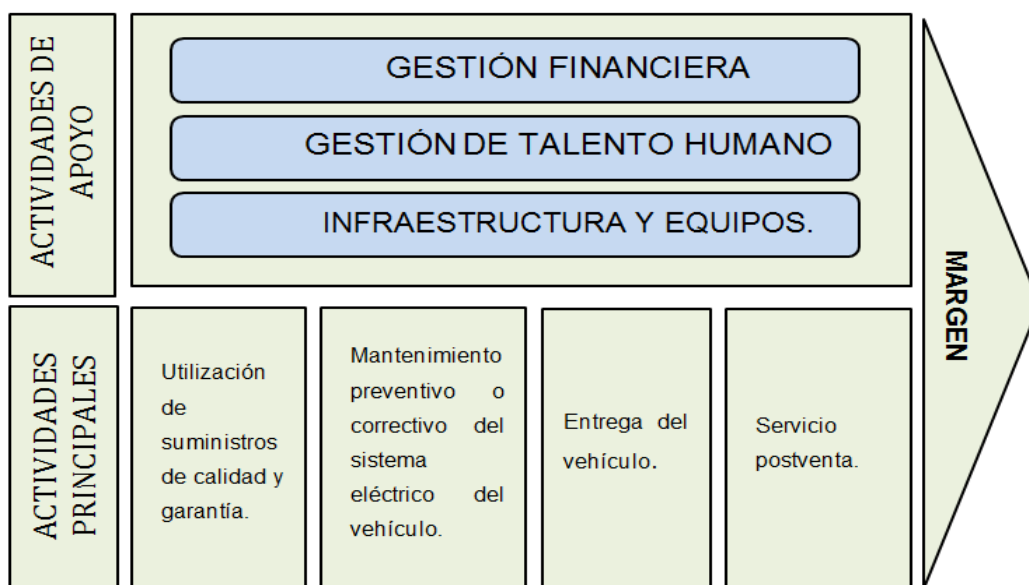 ACTIVIDADES DE
APOYO
GESTIÓN FINANCIERA
GESTIÓN DE TALENTO HUMANO
INFRAESTRUCTURA Y EQUIPOS.
MARGEN
ACTIVIDADES
PRINCIPALES
Utilización
de
suministros
de calidad y
garantía.
Mantenimiento
preventivo o
correctivo del
sistema
eléctrico del
vehículo.
Entrega del
vehículo.
Servicio
postventa.